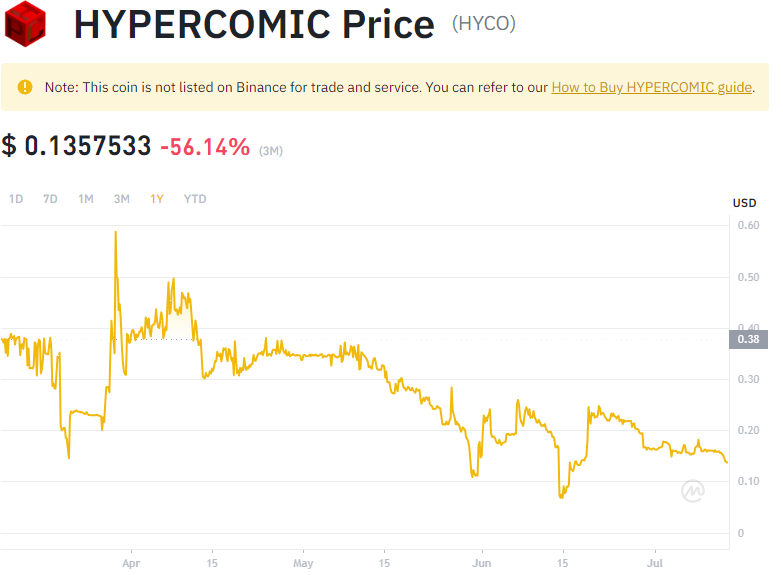 HYPERCOMIC Price (HYCO)
Note: This coin is not listed on Binance for trade and service. You can refer to our How to Buy HYPERCOMIC guide.
$ 0.1357533 -56.14% (3M)
1D 7D 1M 3M 1Y YTD
USD
0.60
0.50
0.40
0.38
0.30
0.20
0.10
0
Apr 15 May 15 Jun 15 Jul